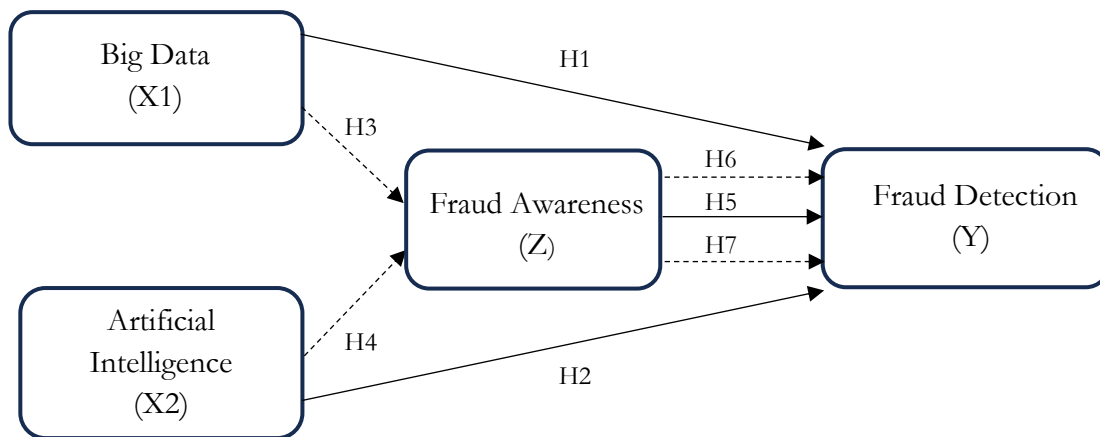 Big Data
(X1)
H1
H3
Fraud Awareness
(Z)
H6
H5
H7
Fraud Detection
(Y)
Artificial
Intelligence
(X2)
H4
H2